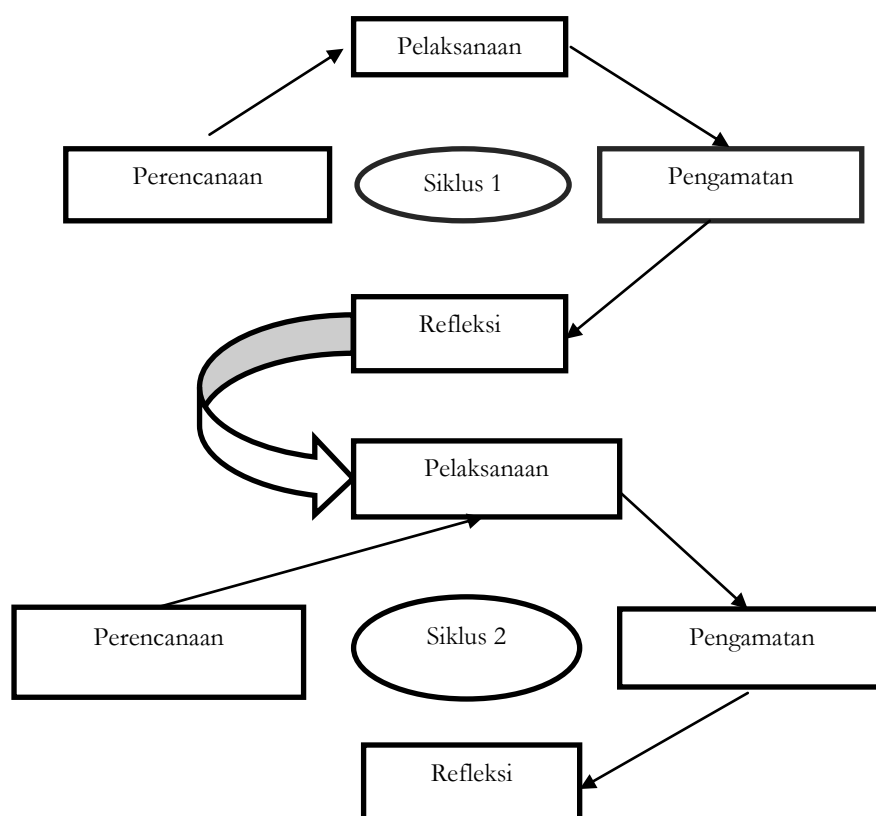 Pelaksanaan
Perencanaan
Siklus 1
Pengamatan
Refleksi
Pelaksanaan
Perencanaan
Siklus 2
Pengamatan
Refleksi